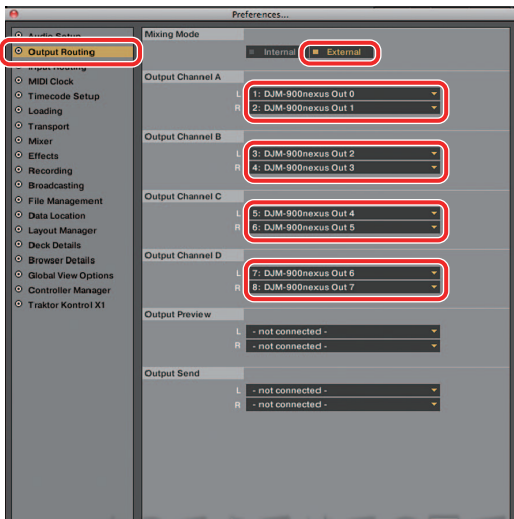 Preferences...
Audio Setup
Output Routing
Input Routing
MIDI Clock
Timecode Setup
Loading
Transport
Mixer
Effects
Recording
Broadcasting
File Management
Data Location
Layout Manager
Deck Details
Browser Details
Global View Options
Controller Manager
Traktor Kontrol X1
Mixing Mode
Internal External
Output Channel A
L 1: DJM-900nexus Out 0
R 2: DJM-900nexus Out 1
Output Channel B
L 3: DJM-900nexus Out 2
R 4: DJM-900nexus Out 3
Output Channel C
L 5: DJM-900nexus Out 4
R 6: DJM-900nexus Out 5
Output Channel D
L 7: DJM-900nexus Out 6
R 8: DJM-900nexus Out 7
Output Preview
L - not connected -
R - not connected -
Output Send
L - not connected -
R - not connected -